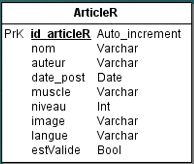 ArticleR
PrK id_articleR Auto_increment
nom Varchar
auteur Varchar
date_post Date
muscle Varchar
niveau Int
image Varchar
langue Varchar
estValide Bool